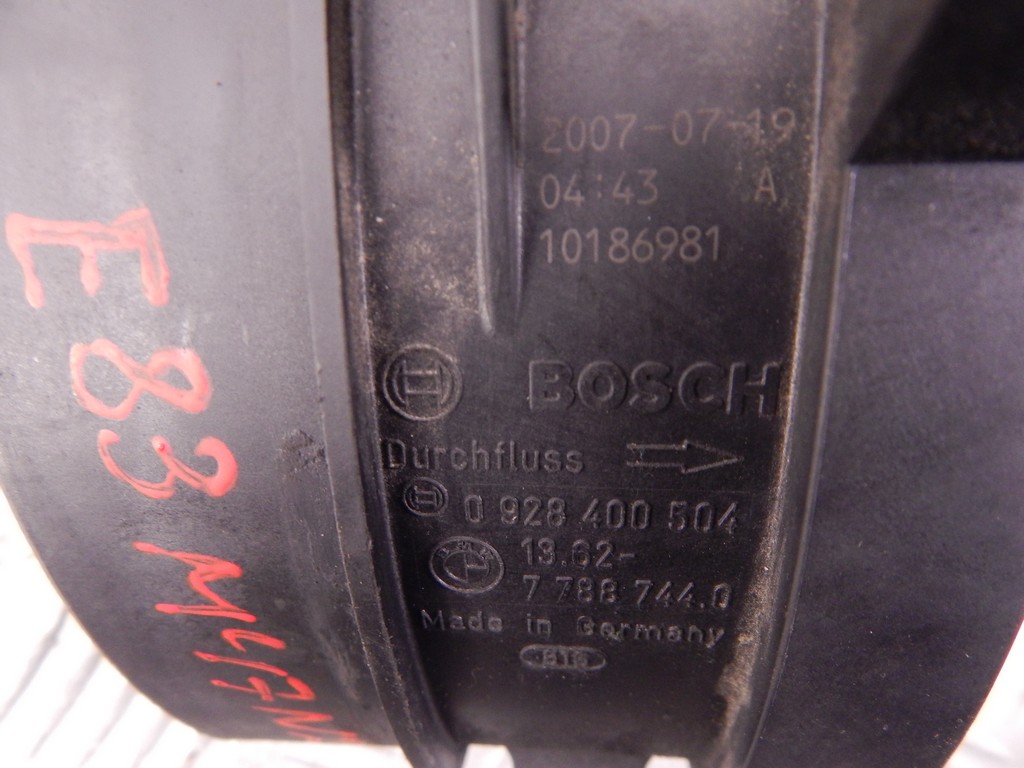 2007-07-19
04:43 A
10186981
BOSCH
Durchfluss
0 928 400 504
13.62-
7 788 744.0
Made in Germany
E83